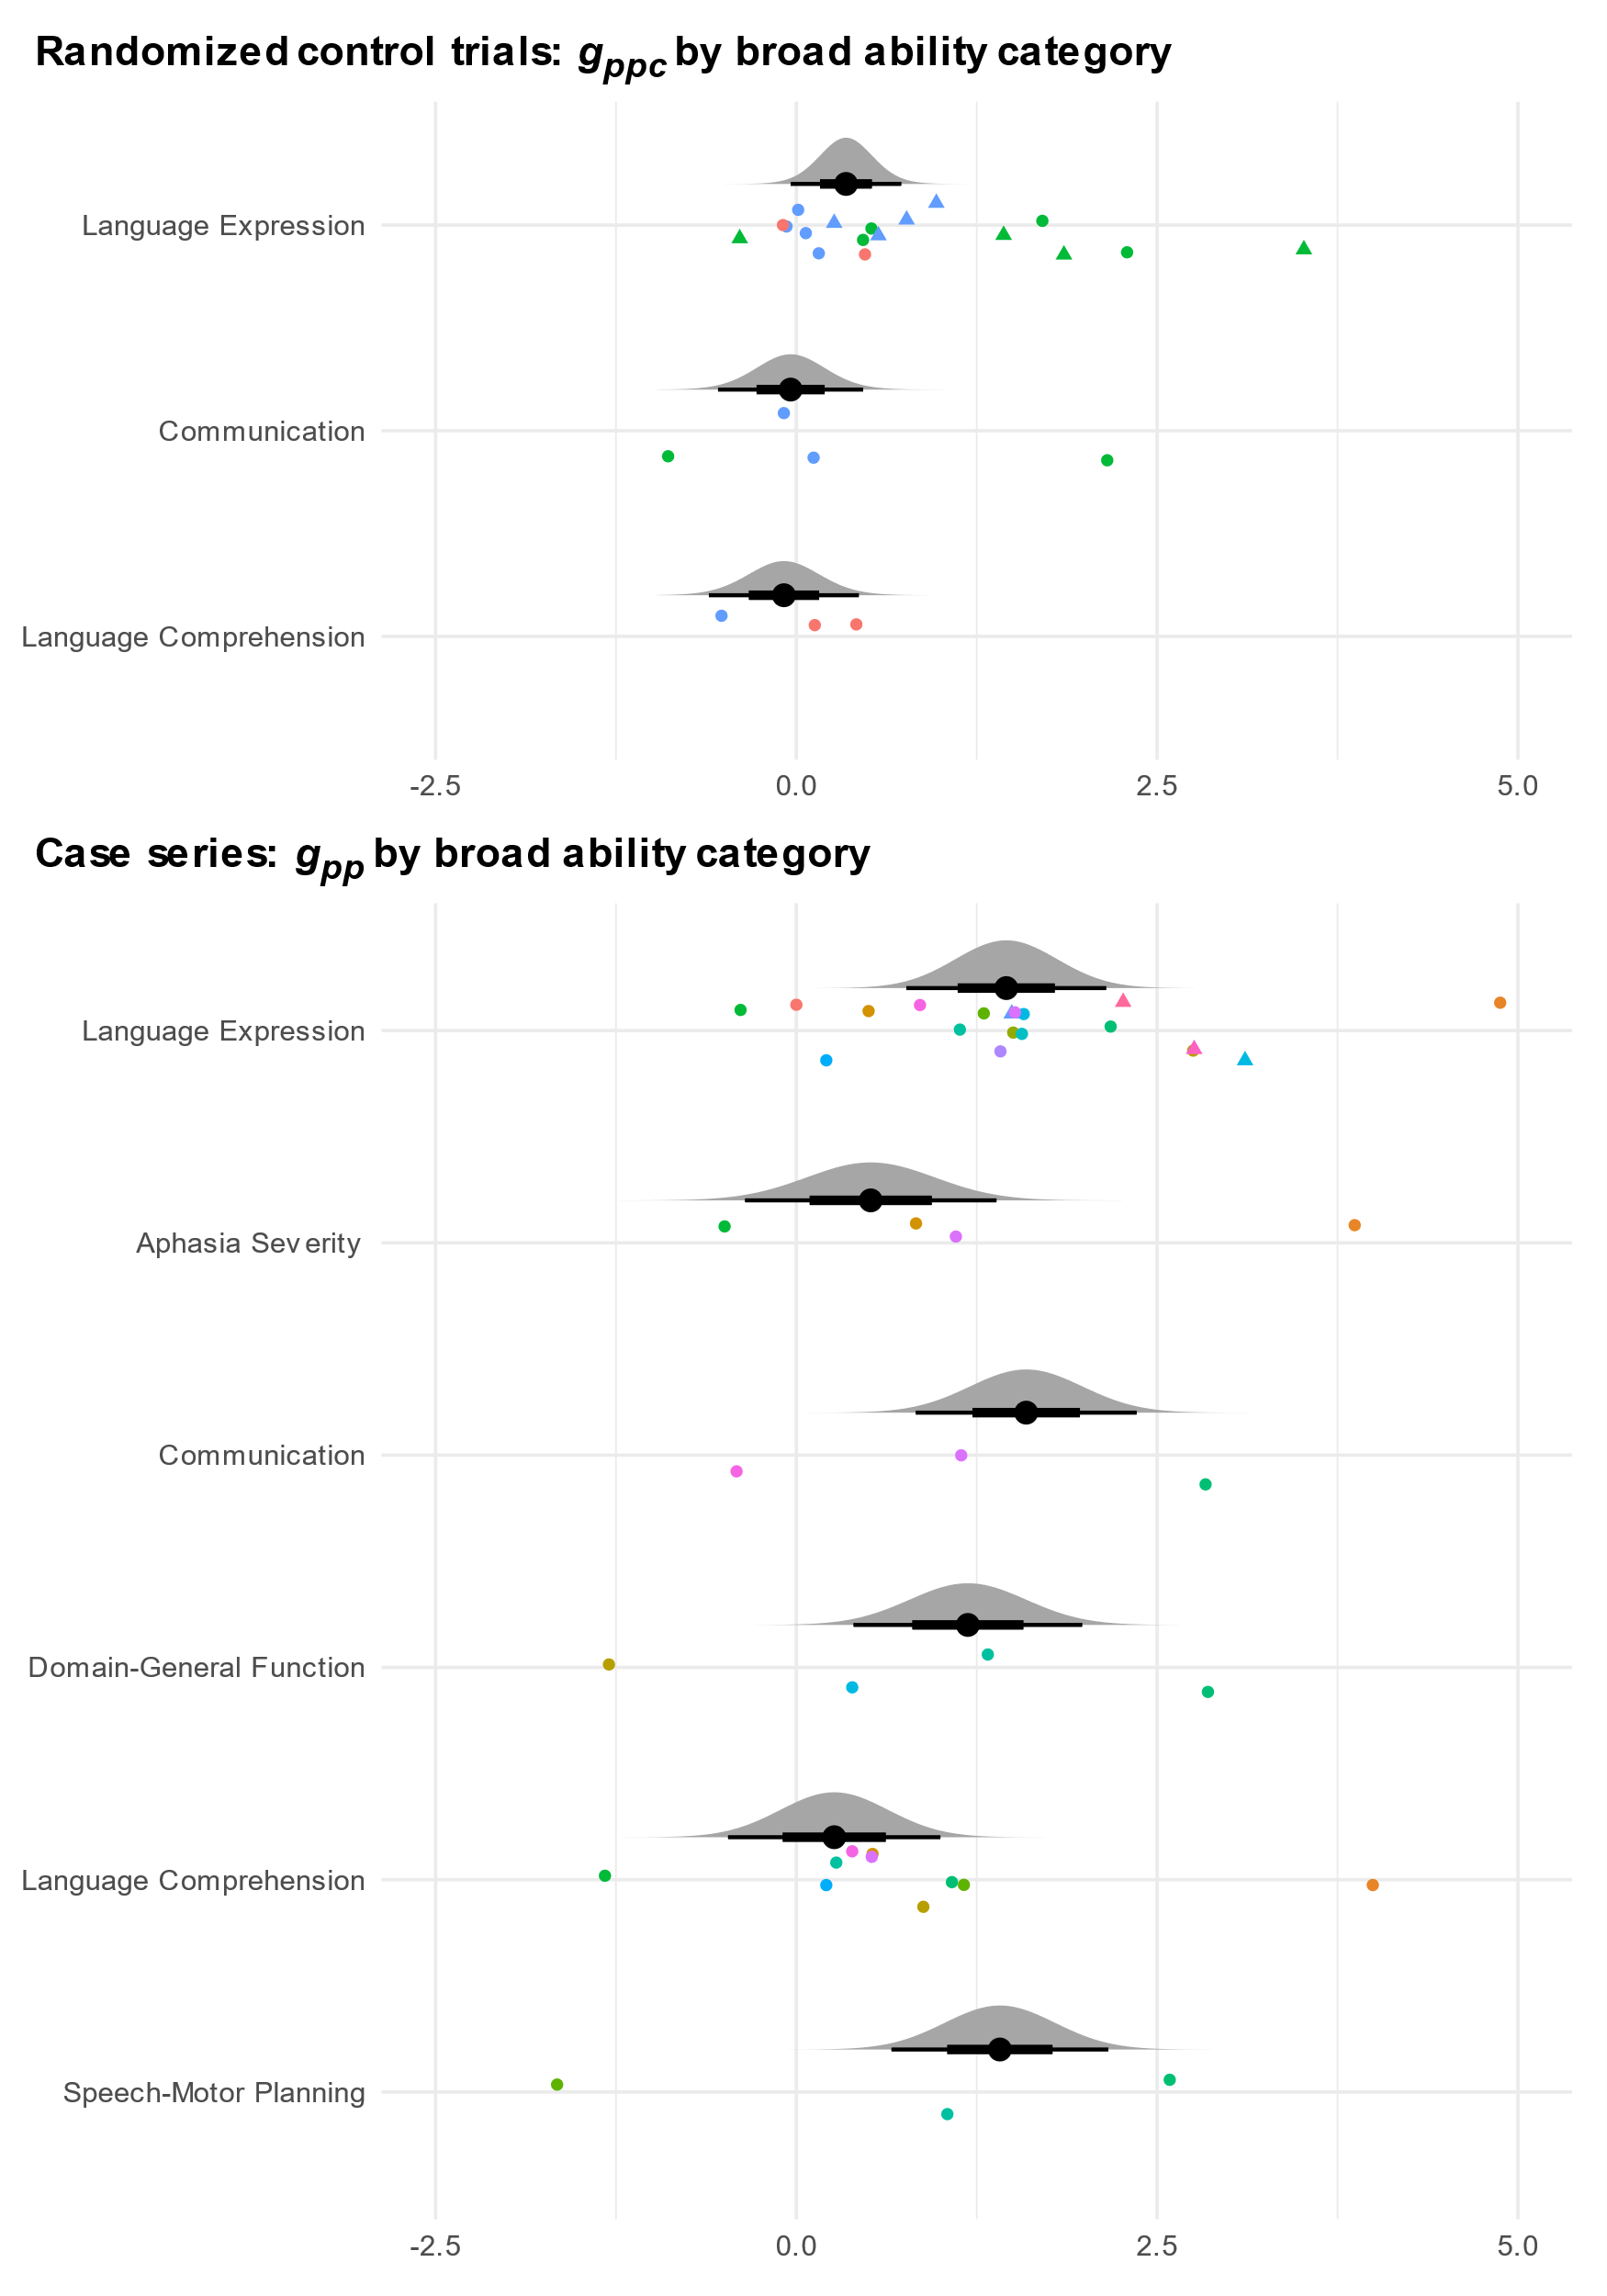 Randomized control trials: gppc by broad ability category
Language Expression
Communication
Language Comprehension
-2.5 0.0 2.5 5.0
Case series: gpp by broad ability category
Language Expression
Aphasia Severity
Communication
Domain-General Function
Language Comprehension
Speech-Motor Planning
-2.5 0.0 2.5 5.0